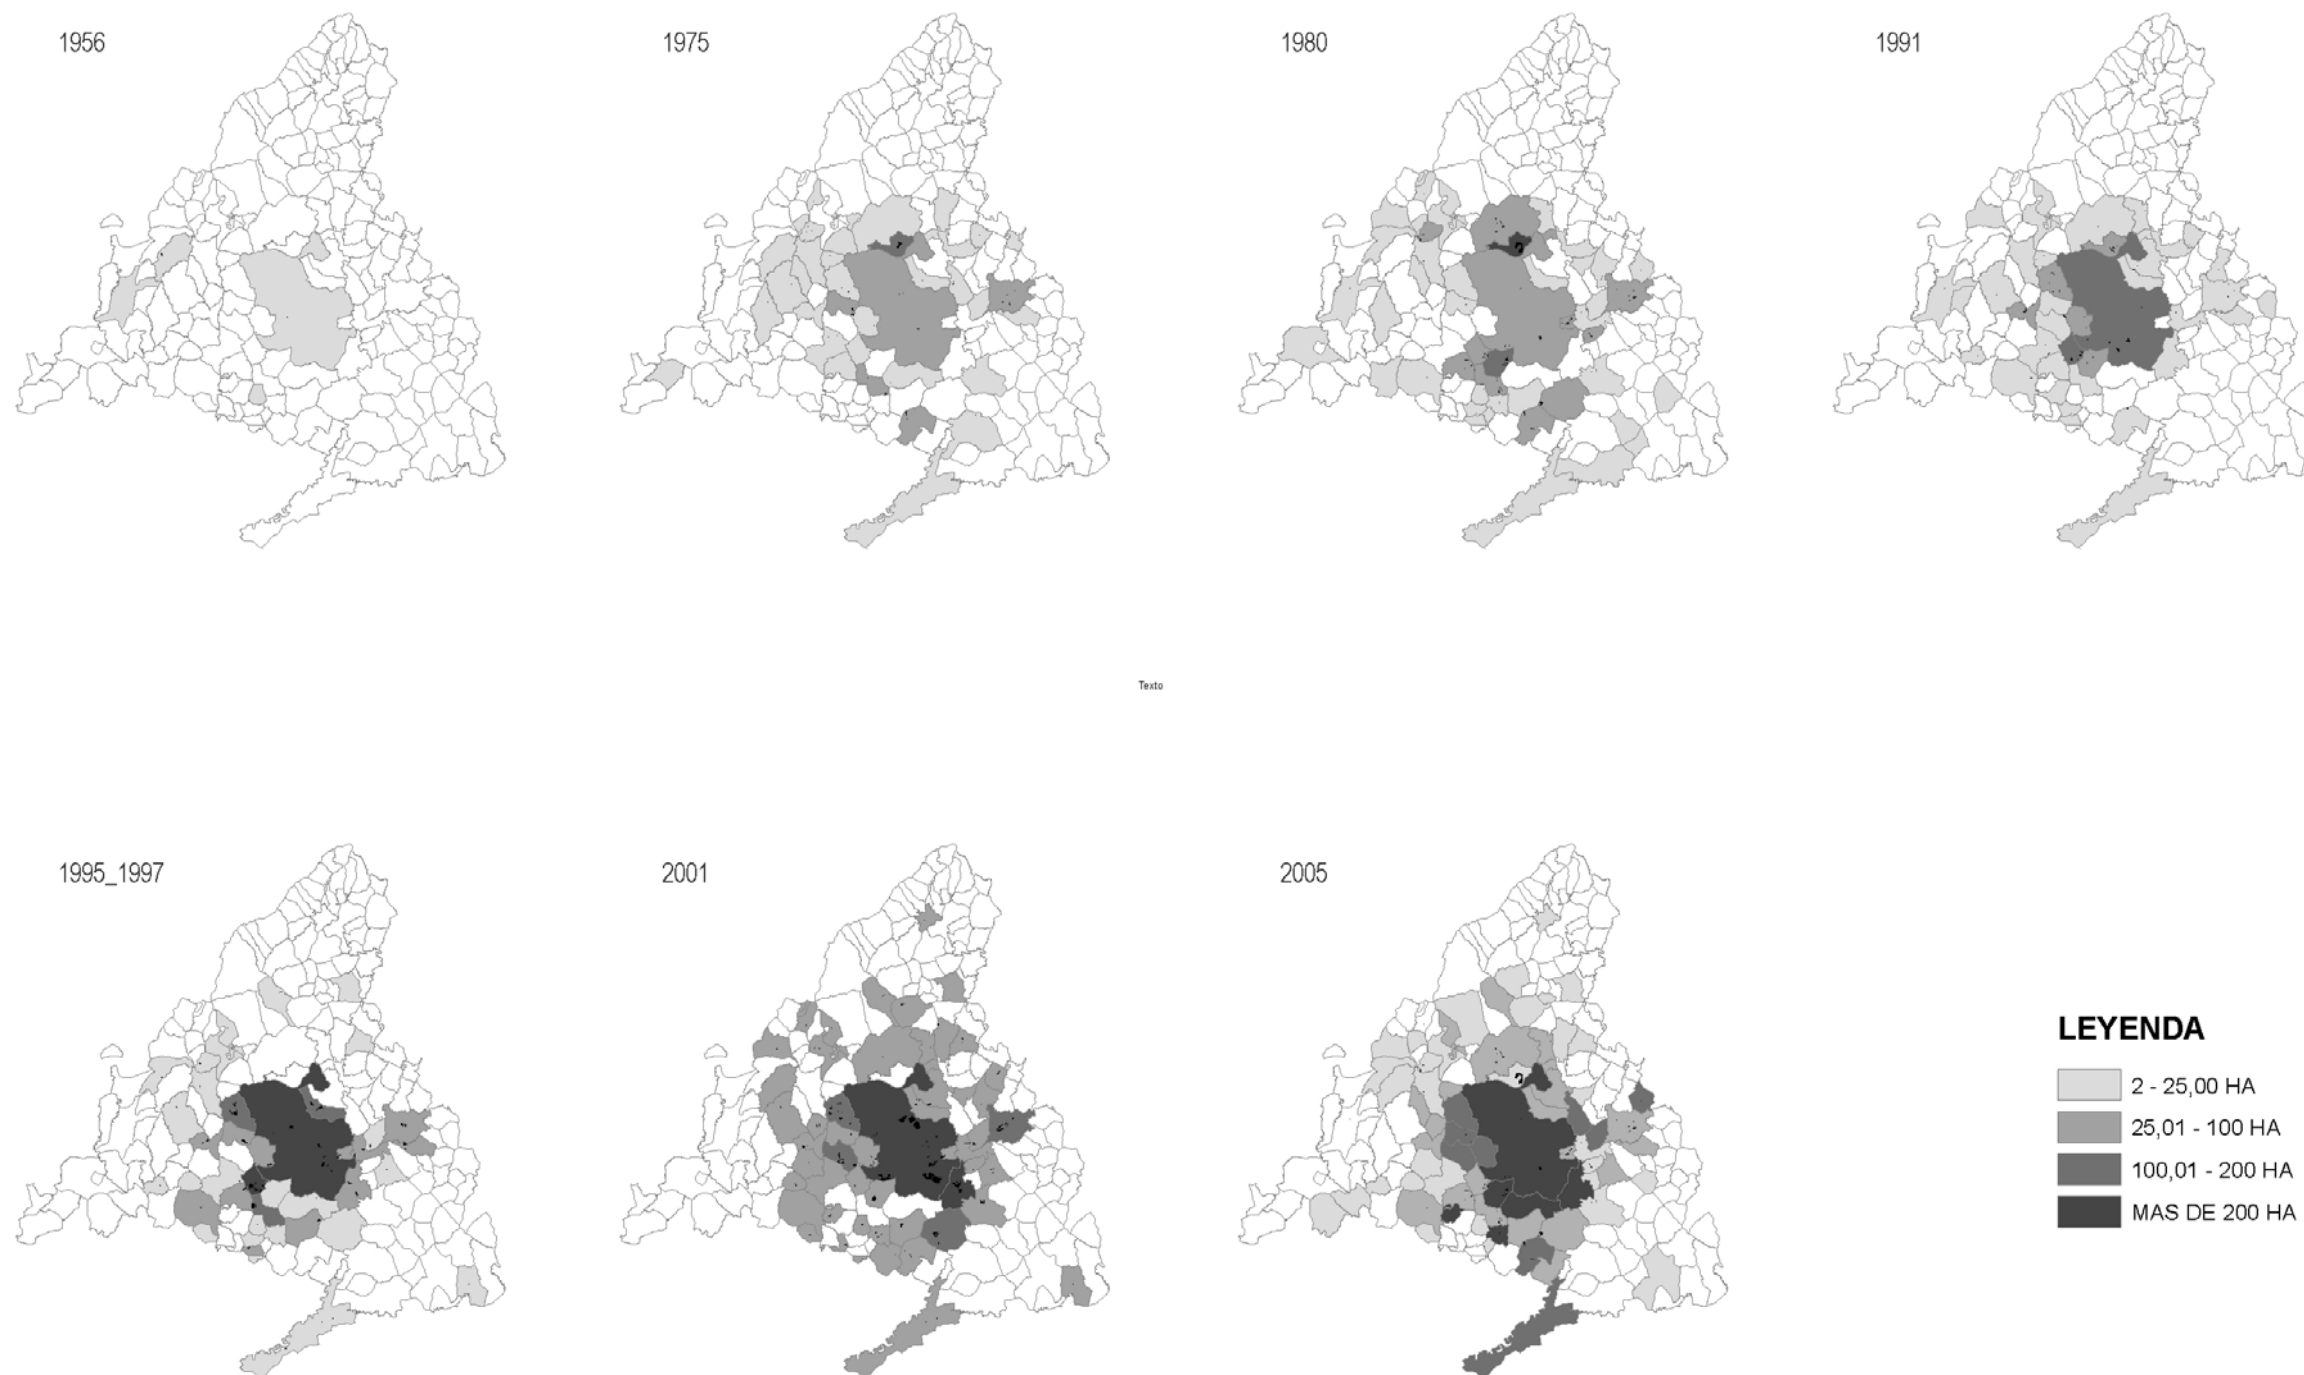 1956
1975
1980
1991
Texto
1995_1997
2001
2005
LEYENDA
2 - 25,00 HA
25,01 - 100 HA
100,01 - 200 HA
MAS DE 200 HA